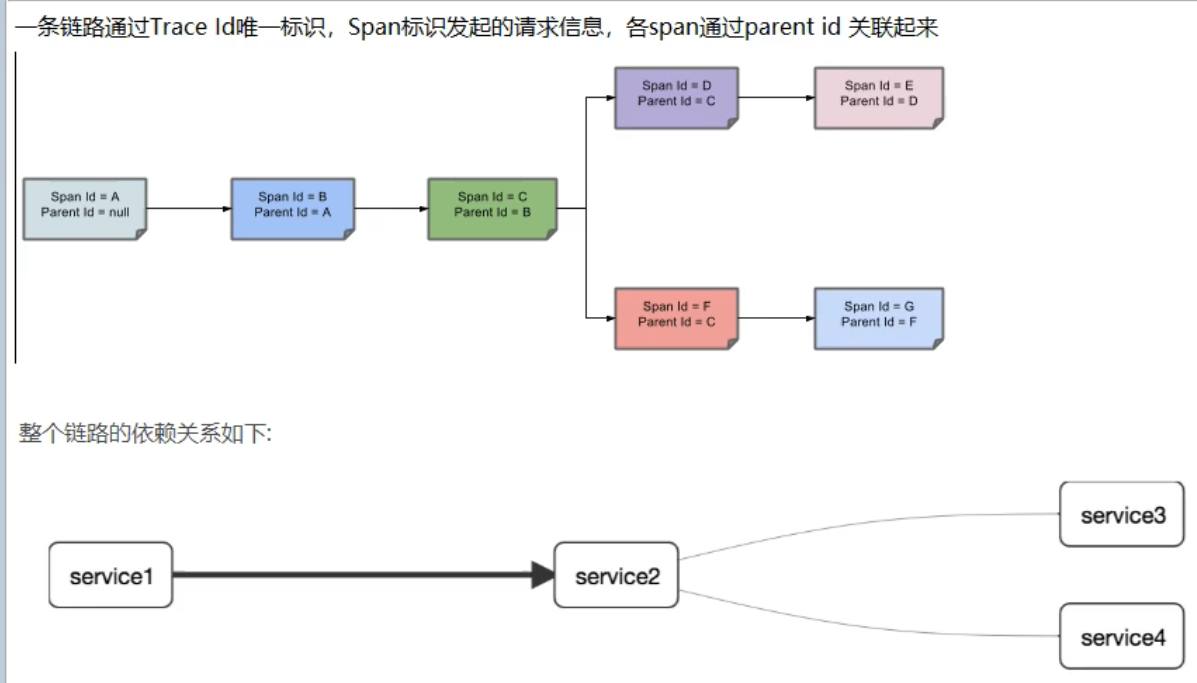 一条链路通过Trace Id唯一标识，Span标识发起的请求信息，各span通过parent id 关联起来
Span Id = D
Parent Id = C
Span Id = E
Parent Id = D
Span Id = A
Parent Id = null
Span Id = B
Parent Id = A
Span Id = C
Parent Id = B
Span Id = F
Parent Id = C
Span Id = G
Parent Id = F
整个链路的依赖关系如下:
service3
service1
service2
service4